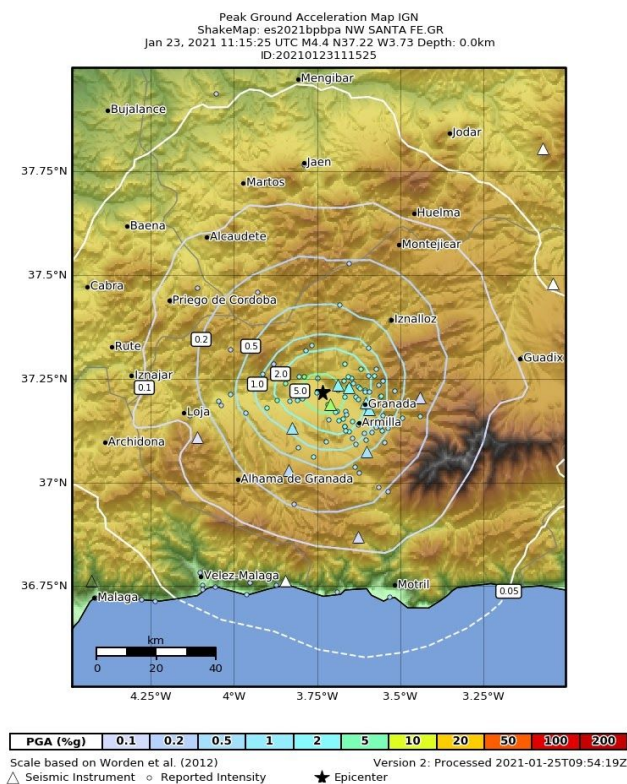 Peak Ground Acceleration Map IGN
ShakeMap: es2021bpbpa NW SANTA FE.GR
Jan 23, 2021 11:15:25 UTC M4.4 N37.22 W3.73 Depth: 0.0km
ID:20210123111525
Mengibar
Bujalance
Jodar
Jaen
37.75°N
Martos
Huelma
Baena
Alcaudete
Montejicar
37.5°N
Cabra
Priego de Cordoba
Iznalloz
0.2
0.5
Rute
Guadix
2.0
37.25°N
Iznajar
0.1
1.0
5.0
Granada
Loja
Armilla
Archidona
37°N
Alhama de Granada
Velez-Malaga
36.75°N
Motril
0.05
Malaga
km
0 20 40
4.25°W 4°W 3.75°W 3.5°W 3.25°W
PGA (%g) 0.1 0.2 0.5 1 2 5 10 20 50 100 200
Scale based on Worden et al. (2012) Version 2: Processed 2021-01-25T09:54:19Z
Seismic Instrument Reported Intensity Epicenter